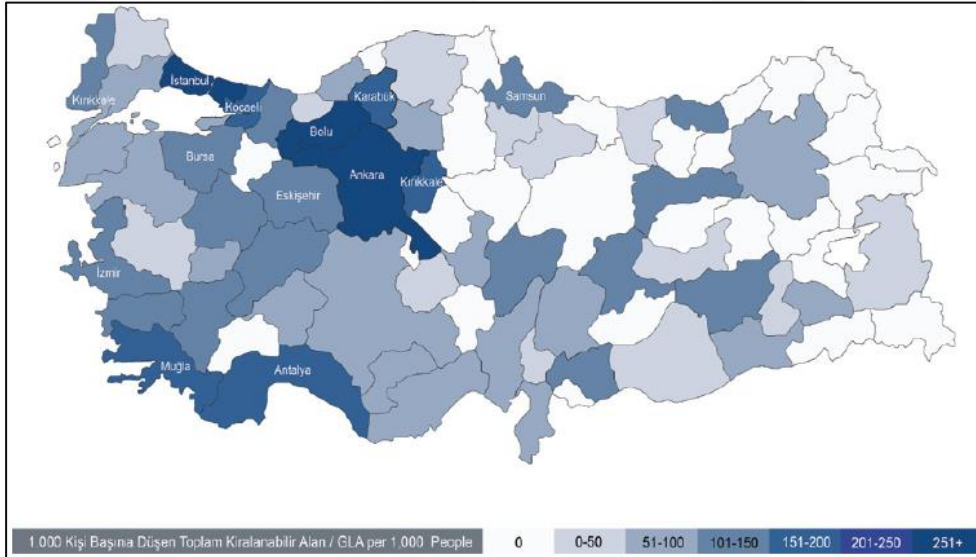 İstanbul
Kırıkkale
Kocaeli
Karabük
Samsun
Bolu
Bursa
Ankara
Kırıkkale
Eskişehir
İzmir
Muğla
Antalya
1.000 Kişi Başına Düşen Toplam Kiralanabilir Alan / GLA per 1,000 People 0 0-50 51-100 101-150 151-200 201-250 251+